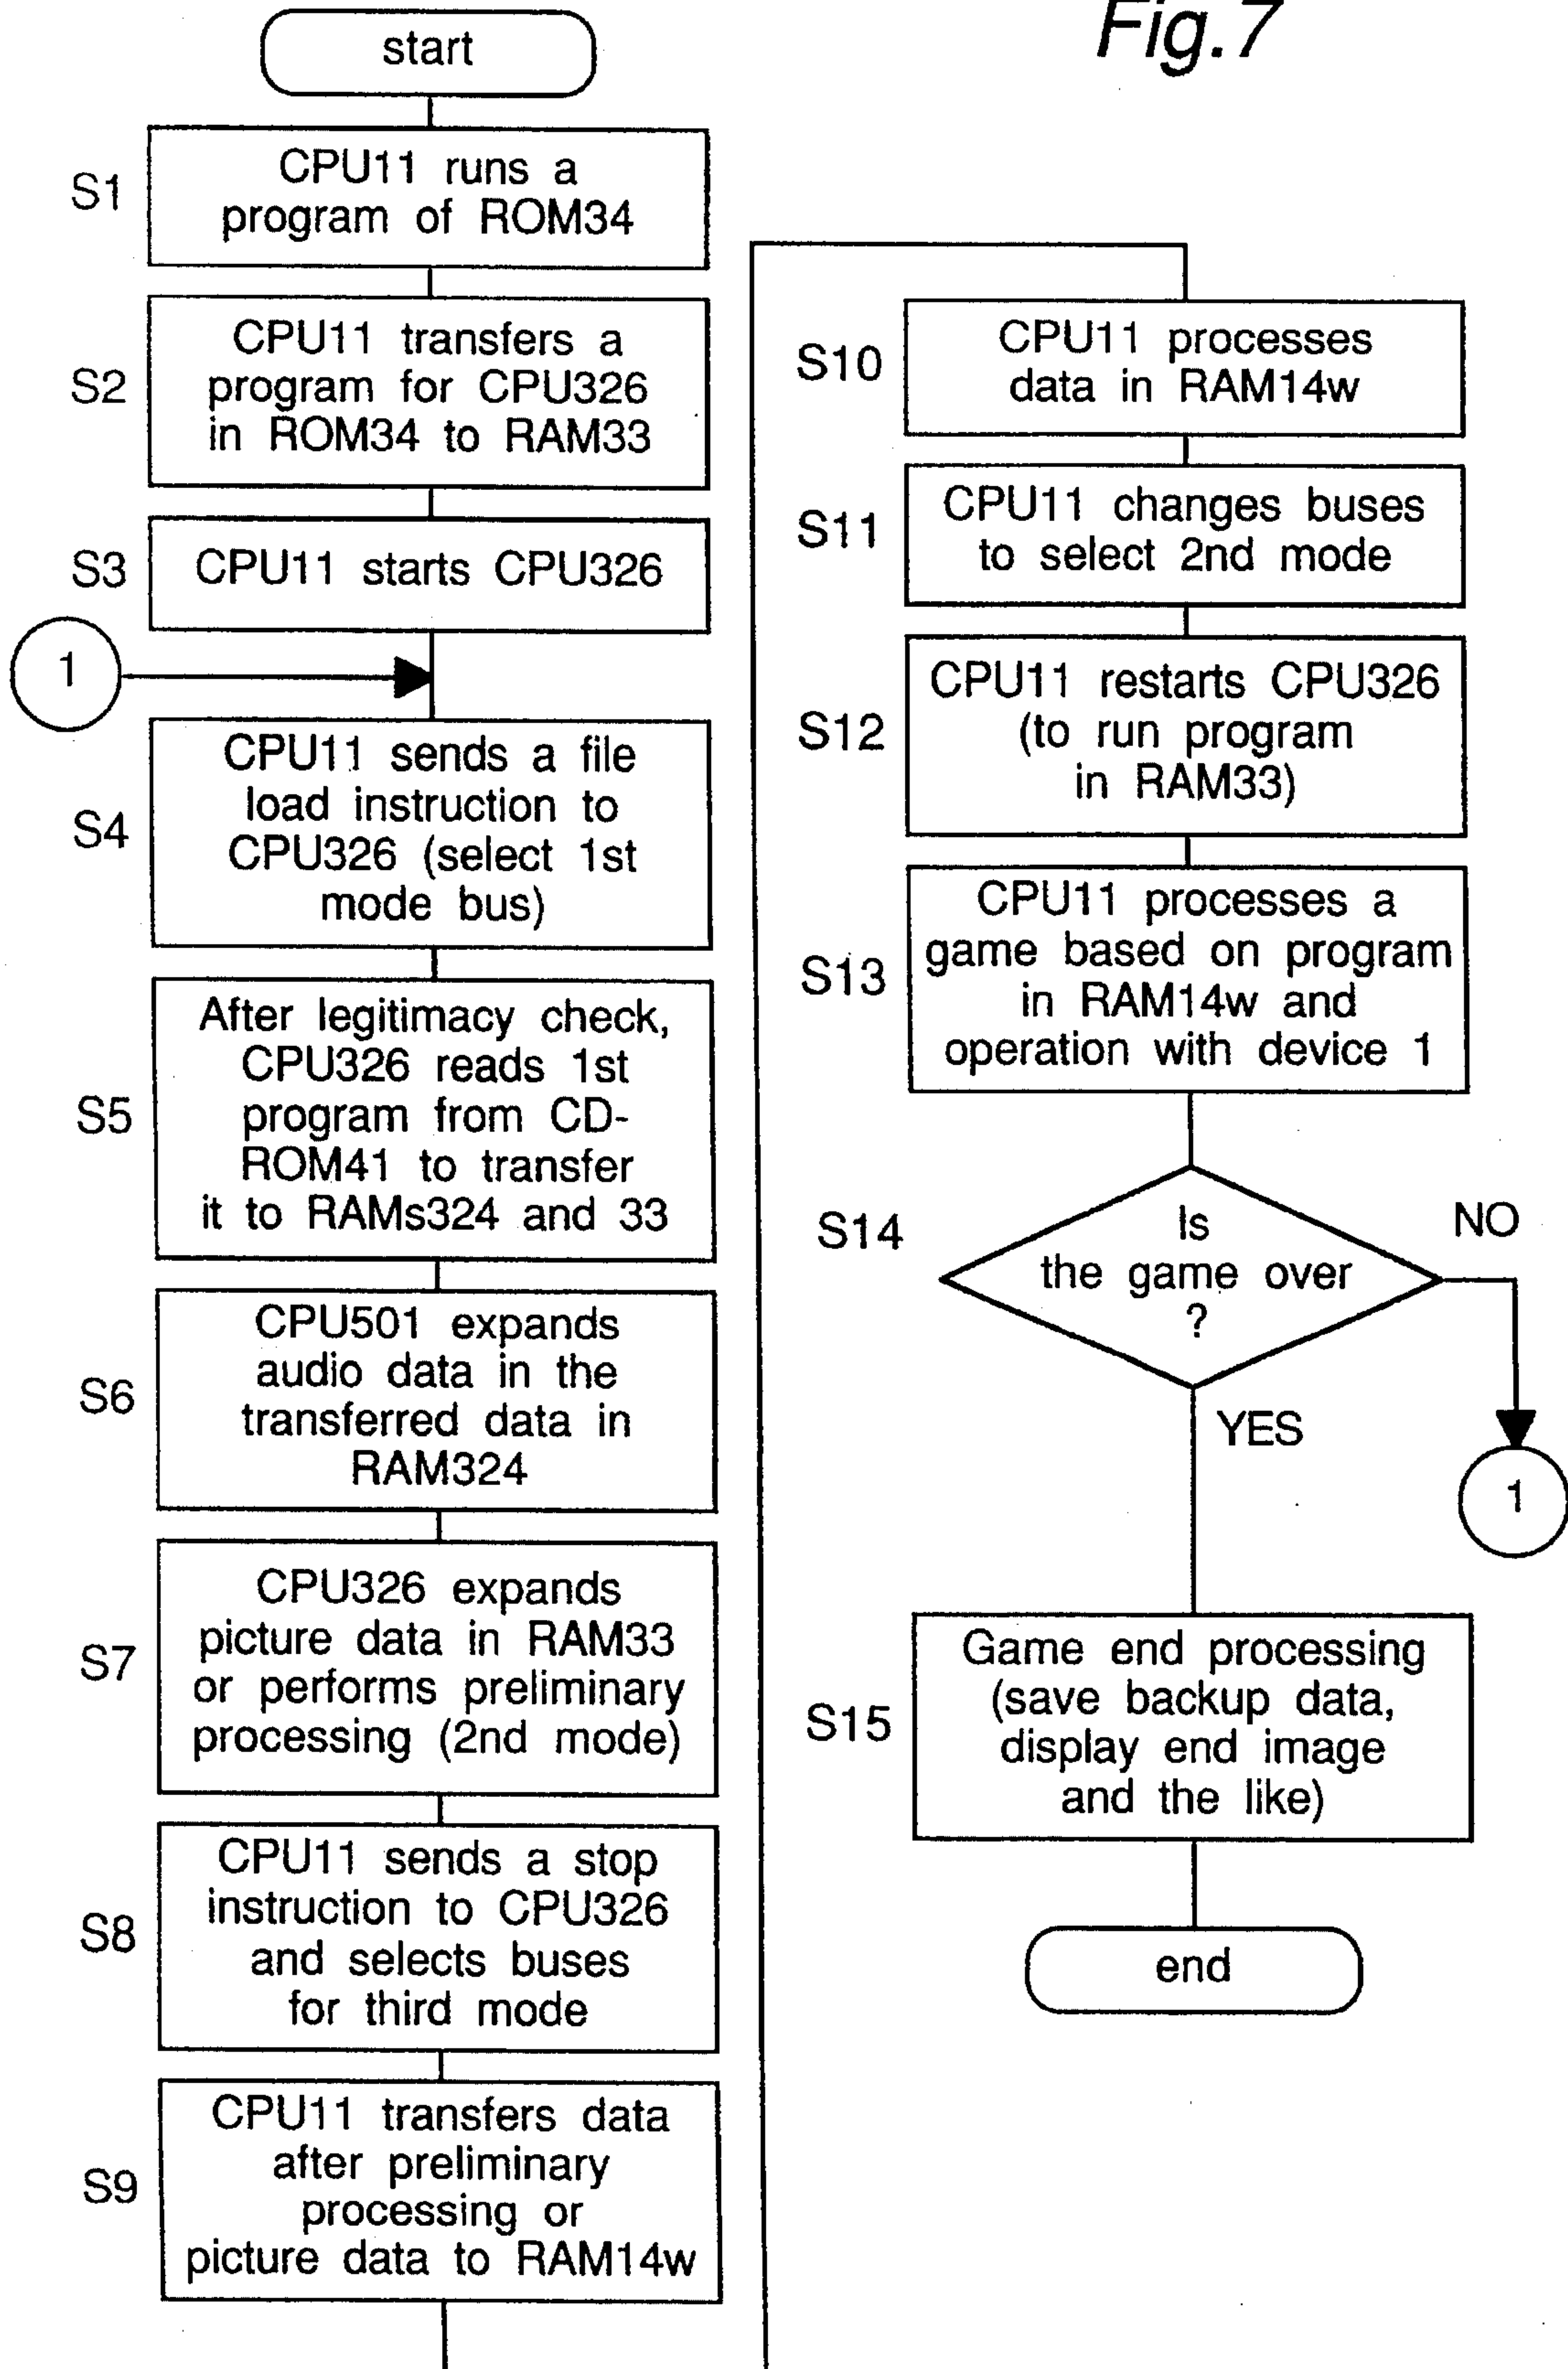 Fig.7
start
S1
CPU11 runs a
program of ROM34
S2
CPU11 transfers a
program for CPU326
in ROM34 to RAM33
S3
CPU11 starts CPU326
1
S4
CPU11 sends a file
load instruction to
CPU326 (select 1st
mode bus)
S5
After legitimacy check,
CPU326 reads 1st
program from CD-
ROM41 to transfer
it to RAMs324 and 33
S6
CPU501 expands
audio data in the
transferred data in
RAM324
S7
CPU326 expands
picture data in RAM33
or performs preliminary
processing (2nd mode)
S8
CPU11 sends a stop
instruction to CPU326
and selects buses
for third mode
S9
CPU11 transfers data
after preliminary
processing or
picture data to RAM14w
S10
CPU11 processes
data in RAM14w
S11
CPU11 changes buses
to select 2nd mode
S12
CPU11 restarts CPU326
(to run program
in RAM33)
S13
CPU11 processes a
game based on program
in RAM14w and
operation with device 1
S14
Is
the game over
?
NO
1
YES
S15
Game end processing
(save backup data,
display end image
and the like)
end